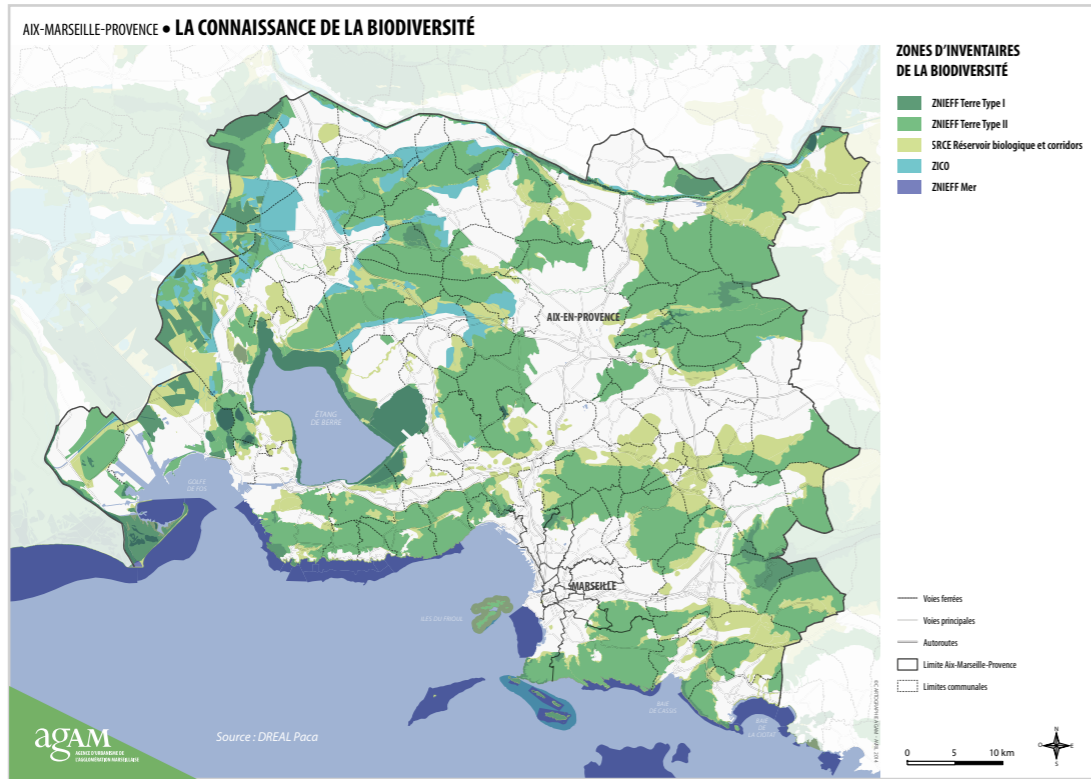 AIX-MARSEILLE-PROVENCE • LA CONNAISSANCE DE LA BIODIVERSITÉ
ZONES D'INVENTAIRES
DE LA BIODIVERSITÉ
ZNIEFF Terre Type I
ZNIEFF Terre Type II
SRCE Réservoir biologique et corridors
ZICO
ZNIEFF Mer
AIX-EN-PROVENCE
ÉTANG
DE BERRE
GOLFE
DE FOS
MARSEILLE
ILES DU FRIOUL
BAIE
DE CASSIS
BAIE
DE
LA CIOTAT
Voies ferrées
Voies principales
Autoroutes
Limite Aix-Marseille-Provence
Limites communales
agAM
AGENCE D'URBANISME DE
L'AGGLOMÉRATION MARSEILLAISE
Source : DREAL Paca
0 5 10 km
N
O E
S